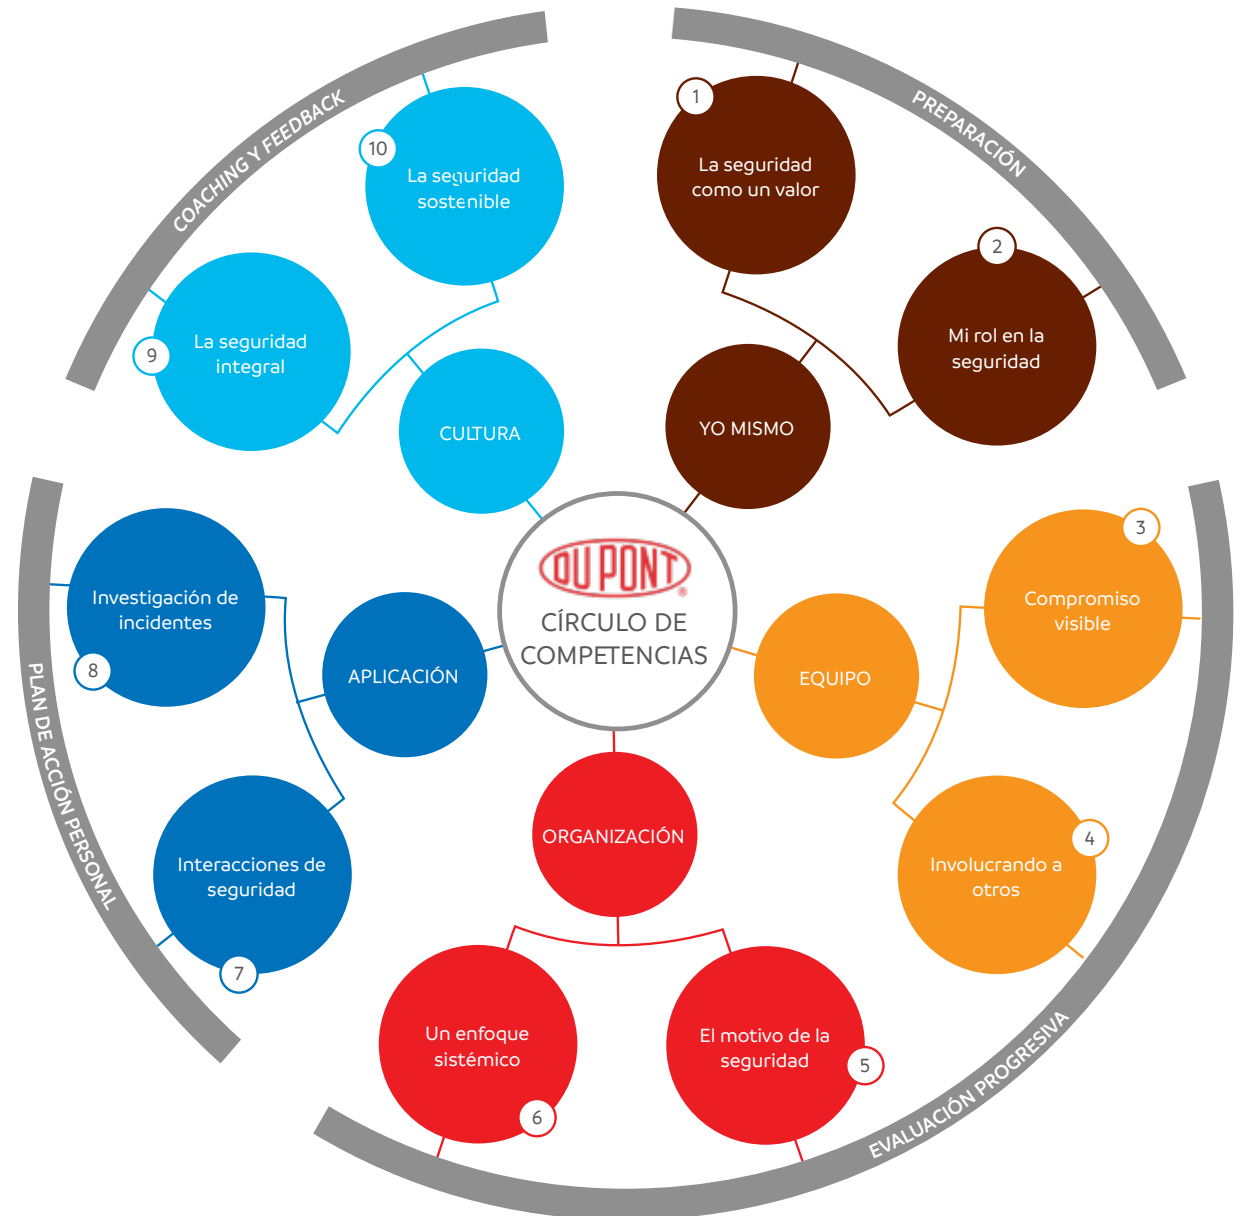 DU PONT
®
CÍRCULO DE
COMPETENCIAS
PREPARACIÓN
YO MISMO
1
La seguridad
como un valor
2
Mi rol en la
seguridad
EVALUACIÓN PROGRESIVA
EQUIPO
3
Compromiso
visible
4
Involucrando a
otros
ORGANIZACIÓN
5
El motivo de la
seguridad
6
Un enfoque
sistémico
PLAN DE ACCIÓN PERSONAL
APLICACIÓN
7
Interacciones de
seguridad
8
Investigación de
incidentes
COACHING Y FEEDBACK
CULTURA
9
La seguridad
integral
10
La seguridad
sostenible